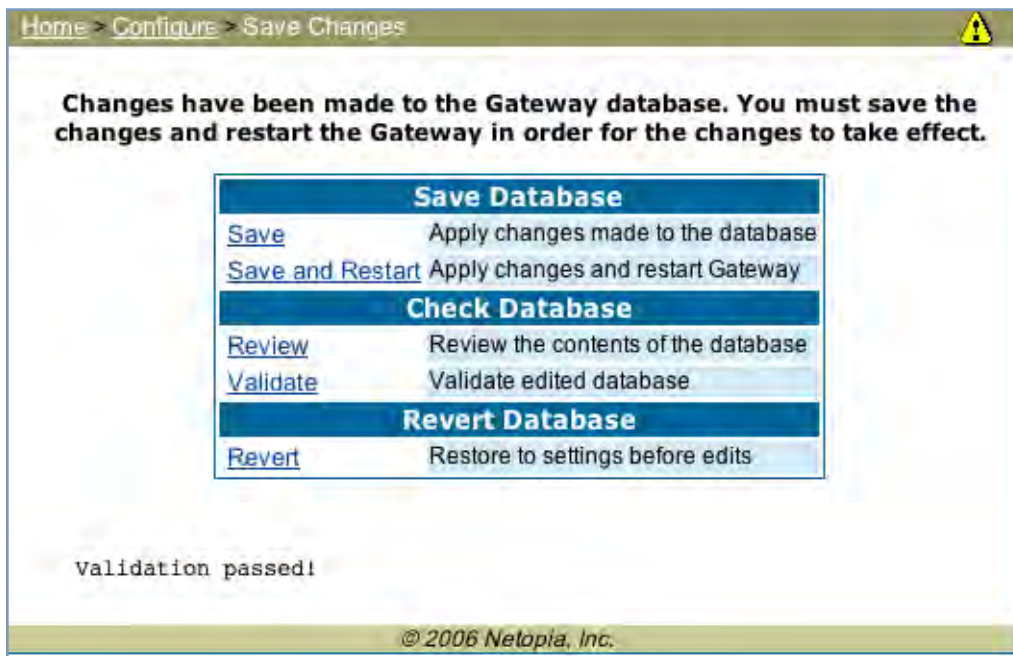 Home > Configure > Save Changes
Changes have been made to the Gateway database. You must save the
changes and restart the Gateway in order for the changes to take effect.
Save Database
Save Apply changes made to the database
Save and Restart Apply changes and restart Gateway
Check Database
Review Review the contents of the database
Validate Validate edited database
Revert Database
Revert Restore to settings before edits
Validation passed!
© 2006 Netopia, Inc.